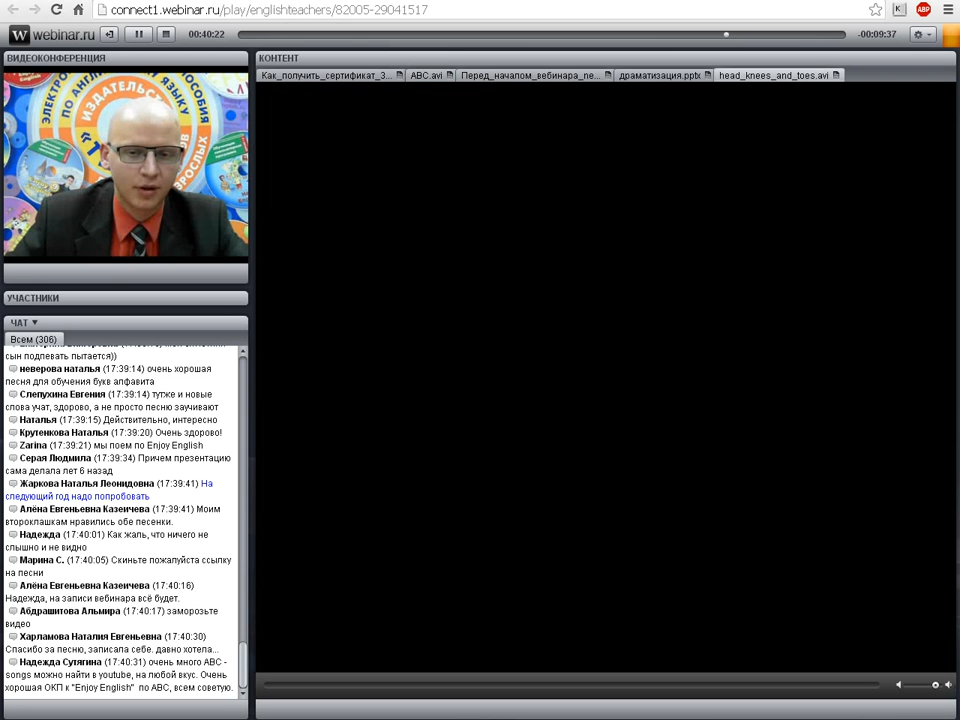 connect1.webinar.ru/play/englishteachers/82005-29041517
K
ABP
W webinar.ru
00:40:22
-00:09:37
ВИДЕОКОНФЕРЕНЦИЯ
КОНТЕНТ
Как_получить_сертификат_3...
ABC.avi
Перед_началом_вебинара_пе...
драматизация.pptx
head_knees_and_toes.avi
ЭЛЕКТРОН
ПОСОБИЯ
ПО АНГЛ
ЯЗЫКУ
ИЗДАТЕЛЬСТВ
УЧАСТНИКИ
ЧАТ ▼
Всем (306)
сын подпевать пытается))
неверова наталья (17:39:14) очень хорошая
песня для обучения букв алфавита
Слепухина Евгения (17:39:14) тутже и новые
слова учат, здорово, а не просто песню заучивают
Наталья (17:39:15) Действительно, интересно
Крутенкова Наталья (17:39:20) Очень здорово!
Zarina (17:39:21) мы поем по Enjoy English
Серая Людмила (17:39:34) Причем презентацию
сама делала лет 6 назад
Жаркова Наталья Леонидовна (17:39:41) На
следующий год надо попробовать
Алёна Евгеньевна Казеичева (17:39:41) Моим
второклашкам нравились обе песенки.
Надежда (17:40:01) Как жаль, что ничего не
слышно и не видно
Марина С. (17:40:05) Скиньте пожалуйста ссылку
на песни
Алёна Евгеньевна Казеичева (17:40:16)
Надежда, на записи вебинара всё будет.
Абдрашитова Альмира (17:40:17) заморозьте
видео
Харламова Наталия Евгеньевна (17:40:30)
Спасибо за песню, записала себе. давно хотела...
Надежда Сутягина (17:40:31) очень много ABC -
songs можно найти в youtube, на любой вкус. Очень
хорошая ОКП к "Enjoy English" по ABC, всем советую.